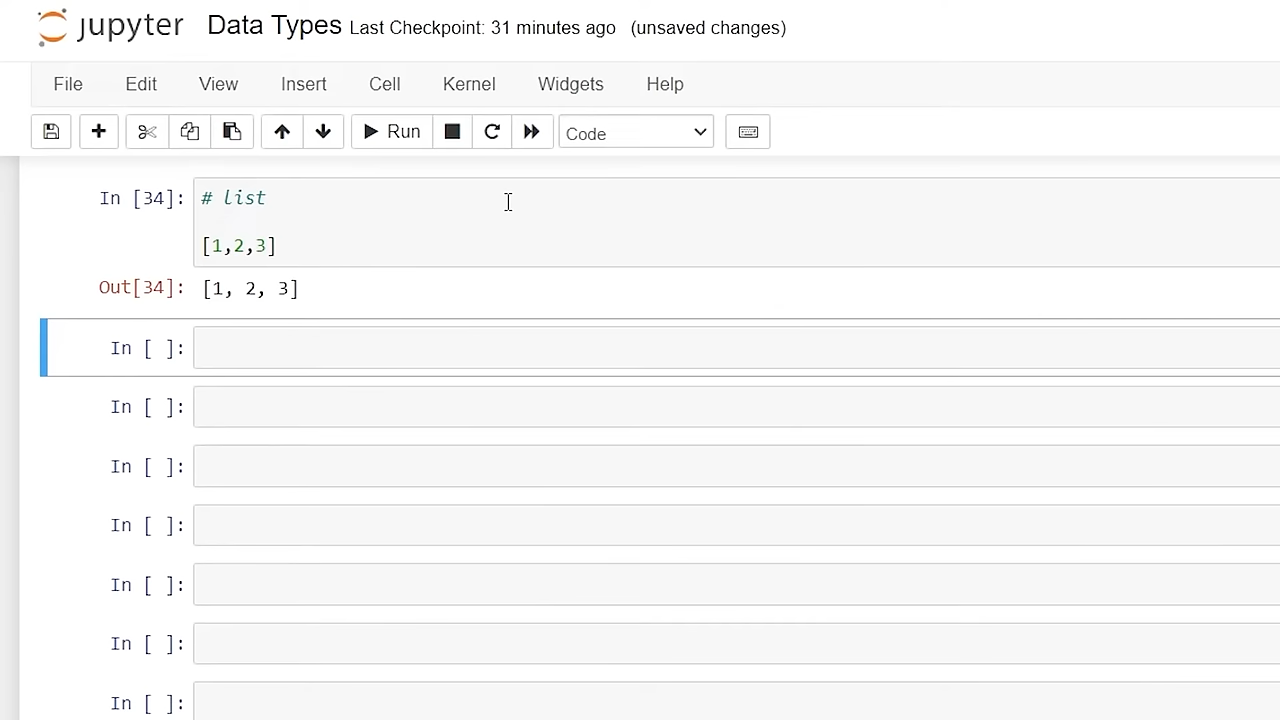 jupyter Data Types Last Checkpoint: 31 minutes ago (unsaved changes)
File Edit View Insert Cell Kernel Widgets Help
Run Code
In [34]: # list
[1,2,3]
Out[34]: [1, 2, 3]
In [ ]:
In [ ]:
In [ ]:
In [ ]:
In [ ]:
In [ ]:
In [ ]: